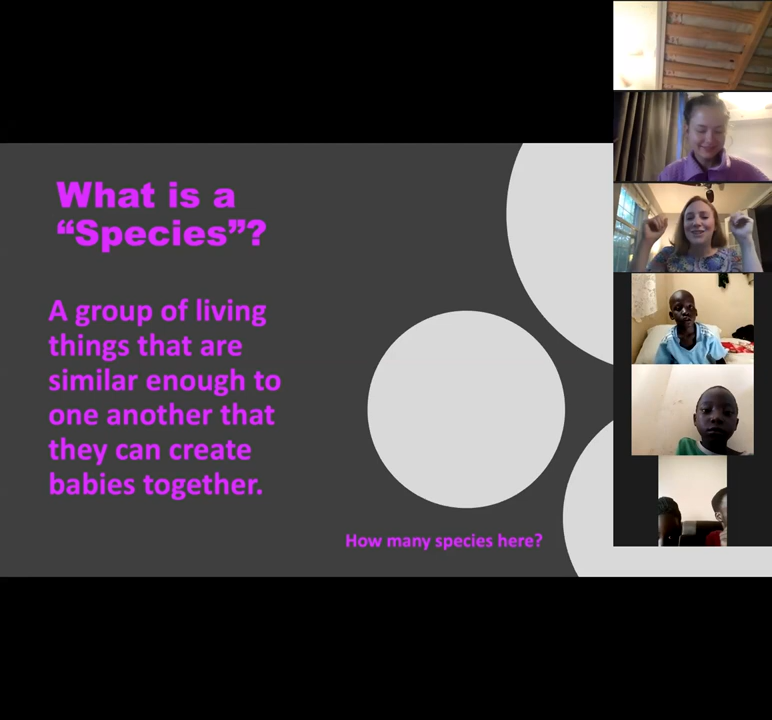 What is a
“Species”?
A group of living
things that are
similar enough to
one another that
they can create
babies together.
How many species here?